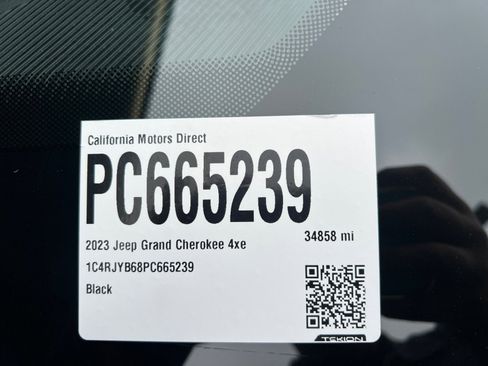 California Motors Direct
PC665239
2023 Jeep Grand Cherokee 4xe
34858 mi
1C4RJYB68PC665239
Black
TEKION